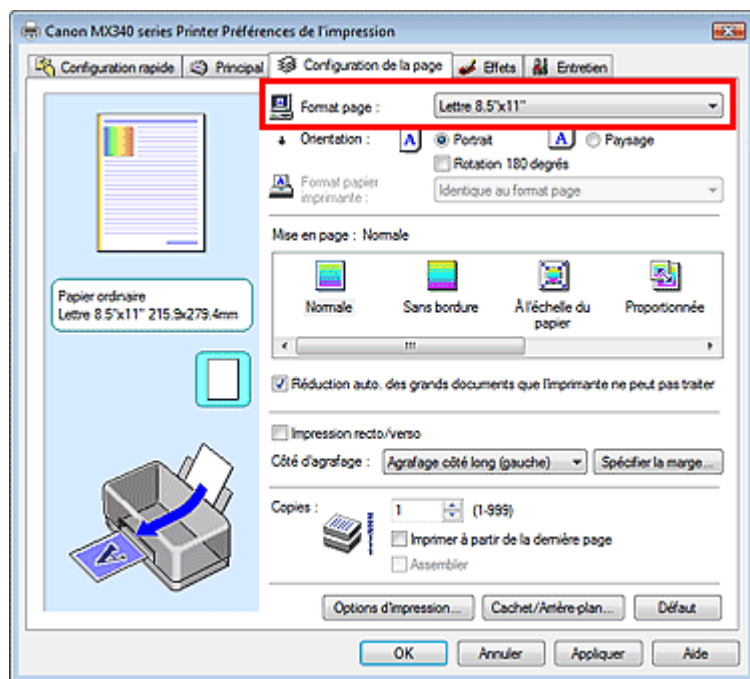 Canon MX340 series Printer Préférences de l'impression
Configuration rapide Principal Configuration de la page Effets Entretien
Format page : Lettre 8.5"x11"
Orientation : A Portrait A Paysage
Rotation 180 degrés
Format papier imprimante : Identique au format page
Mise en page : Normale
Normale Sans bordure À l'échelle du papier Proportionnée
Papier ordinaire
Lettre 8.5"x11" 215.9x279.4mm
Réduction auto. des grands documents que l'imprimante ne peut pas traiter
Impression recto/verso
Côté d'agrafage : Agrafage côté long (gauche) Spécifier la marge...
Copies : 1 (1-999)
Imprimer à partir de la dernière page
Assembler
Options d'impression... Cachet/Arrière-plan... Défaut
OK Annuler Appliquer Aide